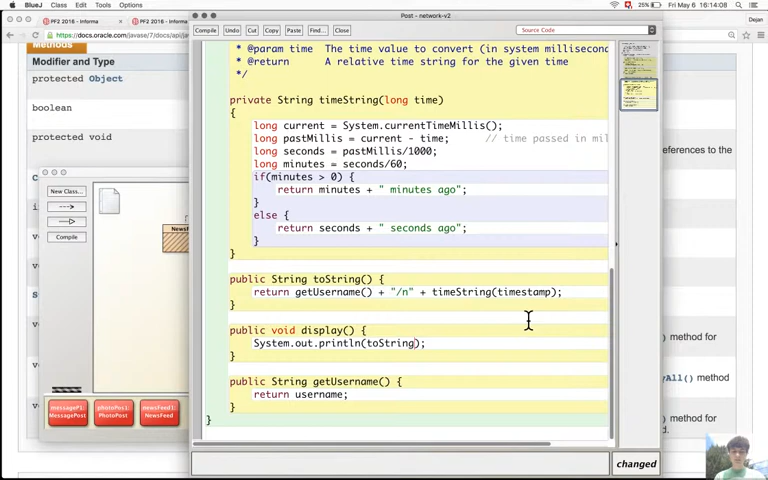 BlueJ Class Edit Tools Options
25% Fri May 6 16:14:08
Post - network-v2
Dejan
PF2 2016 - Informa
PF2 2016 - Informa
Compile Undo Cut Copy Paste Find... Close
Source Code
https://docs.oracle.com/javase/7/docs/api/ja
Methods
Modifier and Type
protected Object
boolean
protected void
* @param time The time value to convert (in system millisecon
* @return A relative time string for the given time
*/
private String timeString(long time)
{
long current = System.currentTimeMillis();
long pastMillis = current - time; // time passed in mil
long seconds = pastMillis/1000;
long minutes = seconds/60;
if(minutes > 0) {
return minutes + " minutes ago";
}
else {
return seconds + " seconds ago";
}
}
public String toString() {
return getUsername() + "/n" + timeString(timestamp);
}
public void display() {
System.out.println(toString);
}
public String getUsername() {
return username;
}
}
eferences to the
New Class...
Compile
NewsF
method for
yAll() method
method for
d.
messageP1:
MessagePost
photoPos1:
PhotoPost
newsFeed1:
NewsFeed
changed